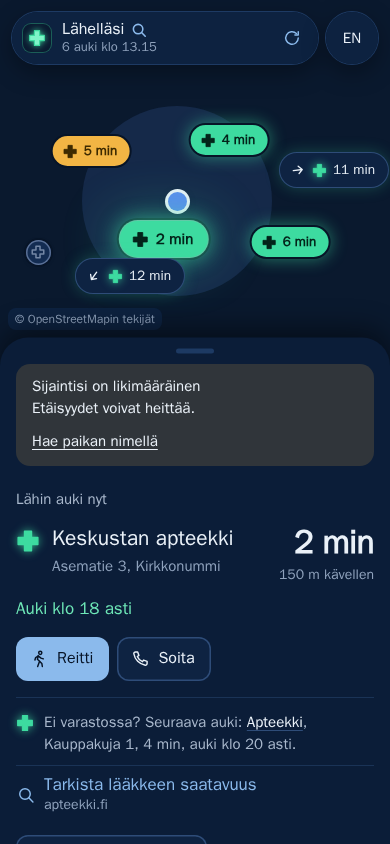 Lähelläsi
6 auki klo 13.15
EN
5 min
4 min
11 min
2 min
6 min
12 min
© OpenStreetMapin tekijät
Sijaintisi on likimääräinen
Etäisyydet voivat heittää.
Hae paikan nimellä
Lähin auki nyt
Keskustan apteekki
2 min
Asematie 3, Kirkkonummi
150 m kävellen
Auki klo 18 asti
Reitti
Soita
Ei varastossa? Seuraava auki: Apteekki,
Kauppakuja 1, 4 min, auki klo 20 asti.
Tarkista lääkkeen saatavuus
apteekki.fi